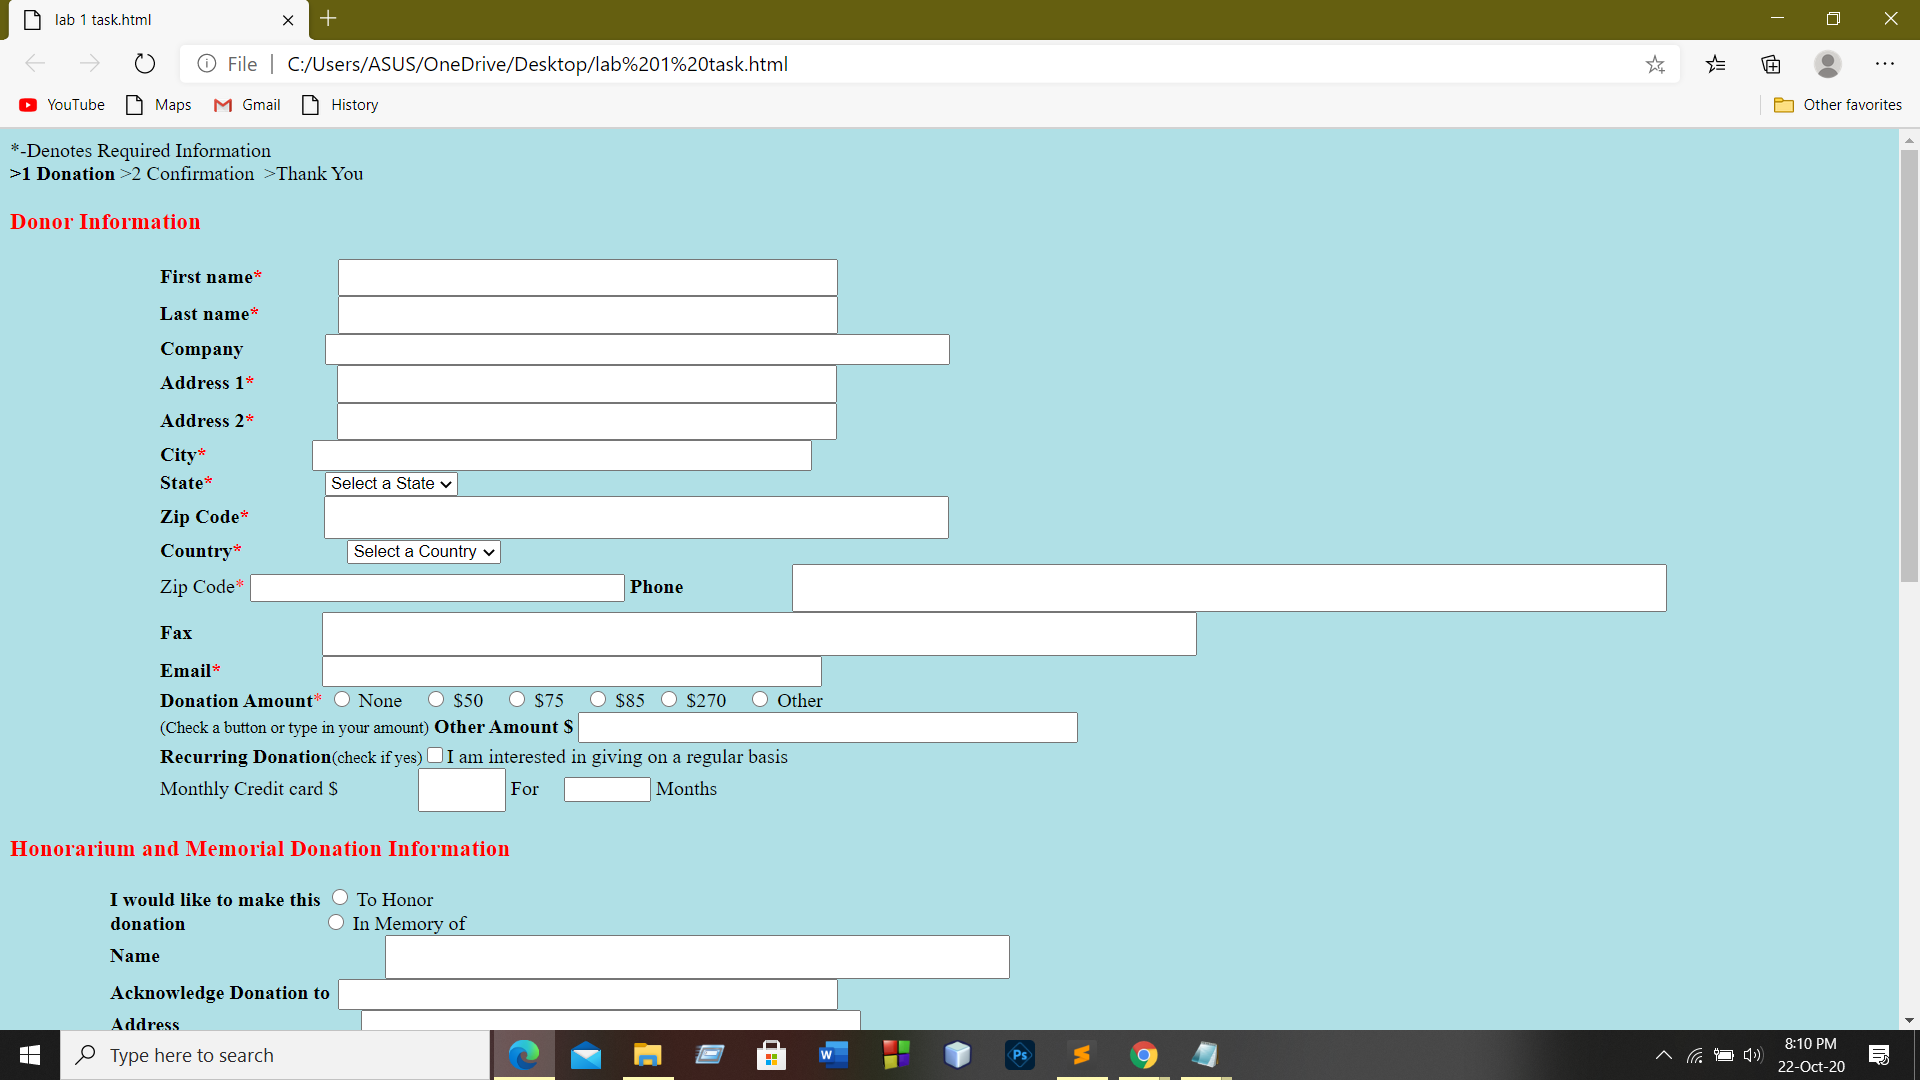 lab 1 task.html
File | C:/Users/ASUS/OneDrive/Desktop/lab%201%20task.html
YouTube Maps Gmail History Other favorites
*-Denotes Required Information
>1 Donation >2 Confirmation >Thank You
Donor Information
First name*
Last name*
Company
Address 1*
Address 2*
City*
State* Select a State
Zip Code*
Country* Select a Country
Zip Code* Phone
Fax
Email*
Donation Amount* None $50 $75 $85 $270 Other
(Check a button or type in your amount) Other Amount $
Recurring Donation(check if yes) I am interested in giving on a regular basis
Monthly Credit card $ For Months
Honorarium and Memorial Donation Information
I would like to make this To Honor
donation In Memory of
Name
Acknowledge Donation to
Address
Type here to search
W
Ps
8:10 PM
22-Oct-20